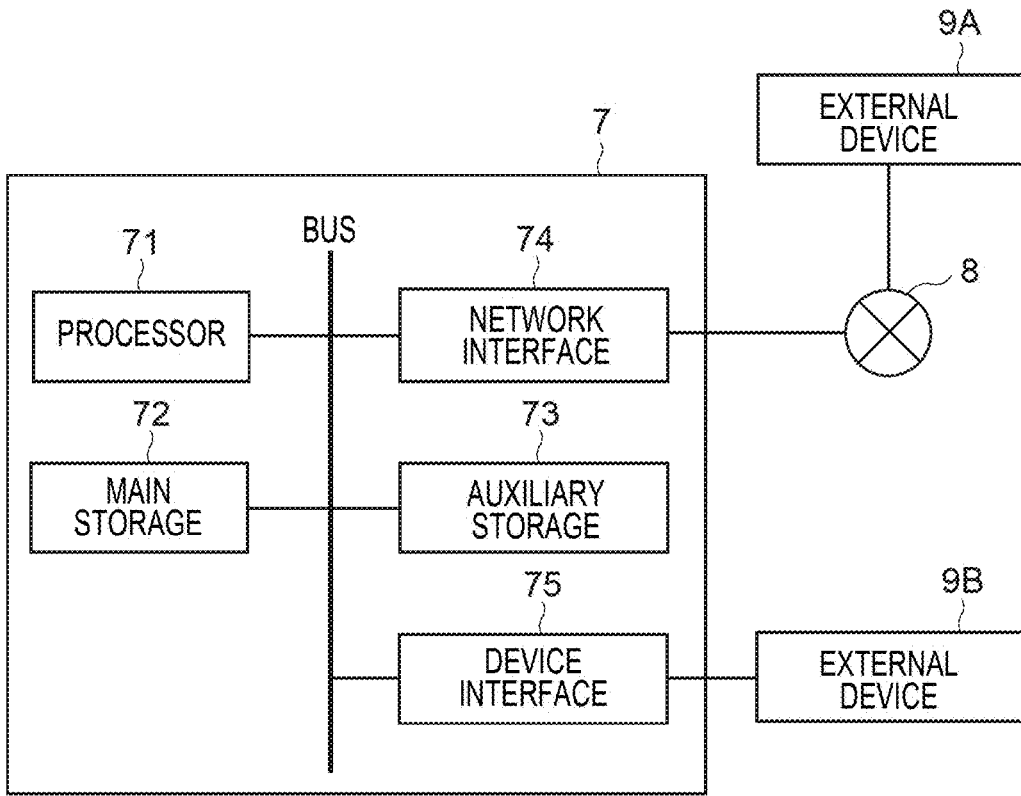 9A
EXTERNAL
DEVICE
7
BUS
71
PROCESSOR
74
NETWORK
INTERFACE
8
72
MAIN
STORAGE
73
AUXILIARY
STORAGE
75
DEVICE
INTERFACE
9B
EXTERNAL
DEVICE